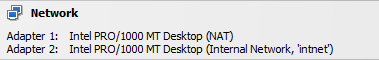 Network
Adapter 1: Intel PRO/1000 MT Desktop (NAT)
Adapter 2: Intel PRO/1000 MT Desktop (Internal Network, 'intnet')